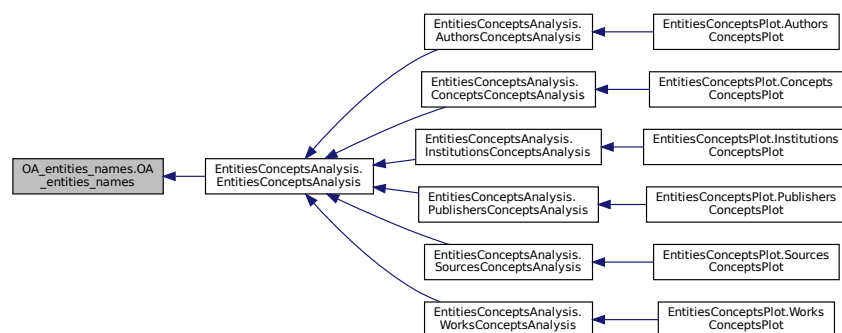 OA_entities_names.OA
_entities_names
EntitiesConceptsAnalysis.
EntitiesConceptsAnalysis
EntitiesConceptsAnalysis.
AuthorsConceptsAnalysis
EntitiesConceptsPlot.Authors
ConceptsPlot
EntitiesConceptsAnalysis.
ConceptsConceptsAnalysis
EntitiesConceptsPlot.Concepts
ConceptsPlot
EntitiesConceptsAnalysis.
InstitutionsConceptsAnalysis
EntitiesConceptsPlot.Institutions
ConceptsPlot
EntitiesConceptsAnalysis.
PublishersConceptsAnalysis
EntitiesConceptsPlot.Publishers
ConceptsPlot
EntitiesConceptsAnalysis.
SourcesConceptsAnalysis
EntitiesConceptsPlot.Sources
ConceptsPlot
EntitiesConceptsAnalysis.
WorksConceptsAnalysis
EntitiesConceptsPlot.Works
ConceptsPlot